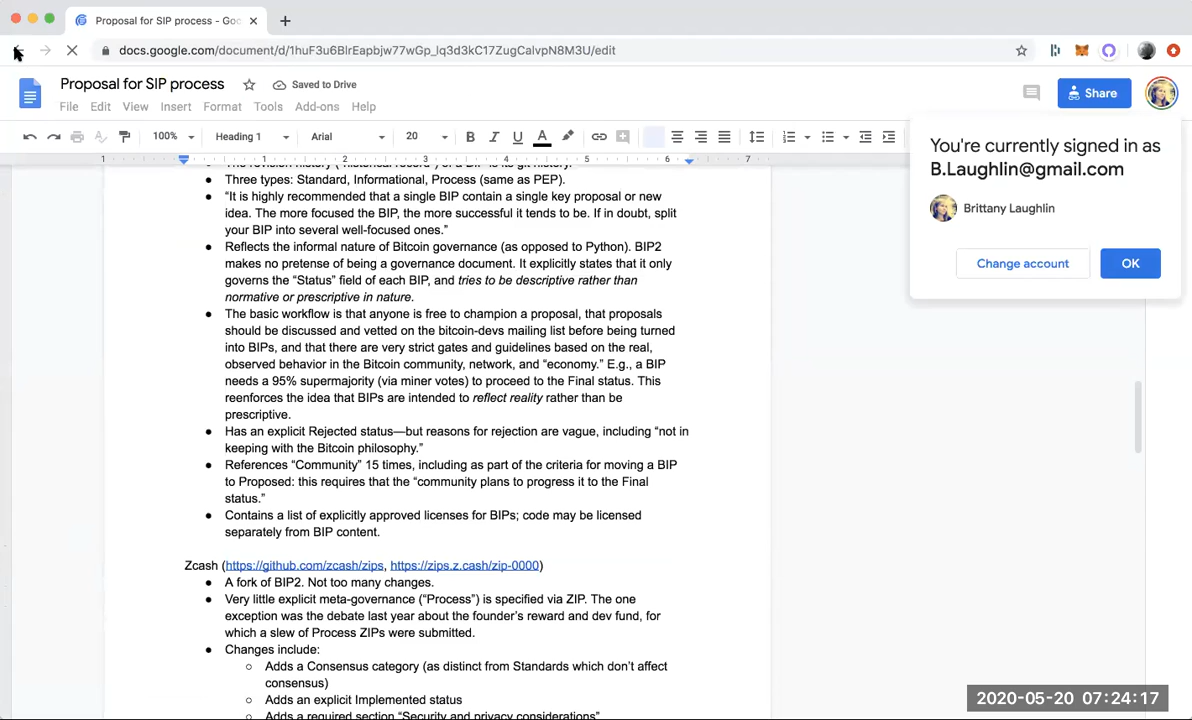 Proposal for SIP process - Goo
docs.google.com/document/d/1huF3u6BlrEapbjw77wGp_lq3d3kC17ZugCalvpN8M3U/edit
Proposal for SIP process
Saved to Drive
File Edit View Insert Format Tools Add-ons Help
Share
100% Heading 1 Arial 20 B I U A
1 1 2 3 4 5 6 7
You're currently signed in as
B.Laughlin@gmail.com
Brittany Laughlin
Change account OK
Three types: Standard, Informational, Process (same as PEP).
“It is highly recommended that a single BIP contain a single key proposal or new
idea. The more focused the BIP, the more successful it tends to be. If in doubt, split
your BIP into several well-focused ones.”
Reflects the informal nature of Bitcoin governance (as opposed to Python). BIP2
makes no pretense of being a governance document. It explicitly states that it only
governs the “Status” field of each BIP, and tries to be descriptive rather than
normative or prescriptive in nature.
The basic workflow is that anyone is free to champion a proposal, that proposals
should be discussed and vetted on the bitcoin-devs mailing list before being turned
into BIPs, and that there are very strict gates and guidelines based on the real,
observed behavior in the Bitcoin community, network, and “economy.” E.g., a BIP
needs a 95% supermajority (via miner votes) to proceed to the Final status. This
reenforces the idea that BIPs are intended to reflect reality rather than be
prescriptive.
Has an explicit Rejected status—but reasons for rejection are vague, including “not in
keeping with the Bitcoin philosophy.”
References “Community” 15 times, including as part of the criteria for moving a BIP
to Proposed: this requires that the “community plans to progress it to the Final
status.”
Contains a list of explicitly approved licenses for BIPs; code may be licensed
separately from BIP content.
Zcash (https://github.com/zcash/zips, https://zips.z.cash/zip-0000)
A fork of BIP2. Not too many changes.
Very little explicit meta-governance (“Process”) is specified via ZIP. The one
exception was the debate last year about the founder’s reward and dev fund, for
which a slew of Process ZIPs were submitted.
Changes include:
Adds a Consensus category (as distinct from Standards which don’t affect
consensus)
Adds an explicit Implemented status
Adds a required section “Security and privacy considerations”
2020-05-20 07:24:17